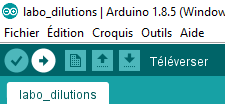 labo_dilutions | Arduino 1.8.5 (Window
Fichier Édition Croquis Outils Aide
Téléverser
labo_dilutions